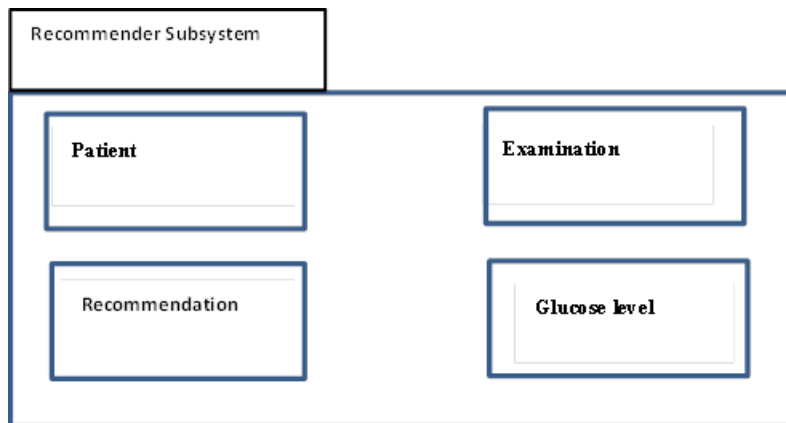 Recommender Subsystem
Patient
Examination
Recommendation
Glucose level